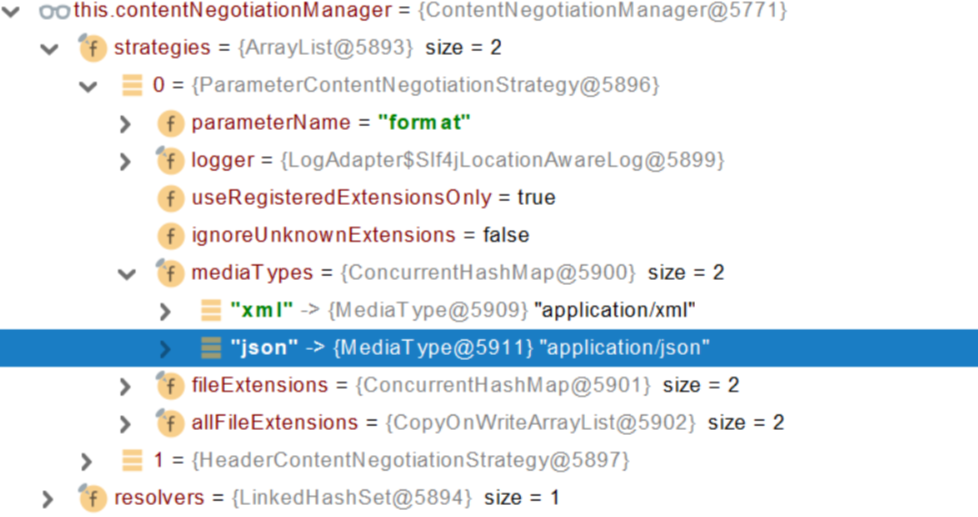 this.contentNegotiationManager = {ContentNegotiationManager@5771}
f strategies = {ArrayList@5893} size = 2
0 = {ParameterContentNegotiationStrategy@5896}
f parameterName = "format"
f logger = {LogAdapter$Slf4jLocationAwareLog@5899}
f useRegisteredExtensionsOnly = true
f ignoreUnknownExtensions = false
f mediaTypes = {ConcurrentHashMap@5900} size = 2
"xml" -> {MediaType@5909} "application/xml"
"json" -> {MediaType@5911} "application/json"
f fileExtensions = {ConcurrentHashMap@5901} size = 2
f allFileExtensions = {CopyOnWriteArrayList@5902} size = 2
1 = {HeaderContentNegotiationStrategy@5897}
f resolvers = {LinkedHashSet@5894} size = 1